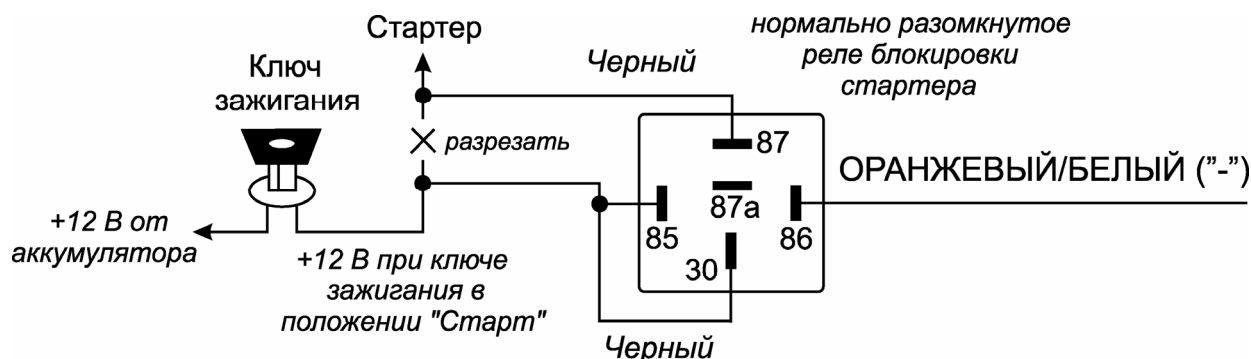 Стартер
нормально разомкнутое
реле блокировки
стартера
Ключ
зажигания
Черный
разрезать
87
ОРАНЖЕВЫЙ/БЕЛЫЙ ("-")
87а
85
86
30
+12 В от
аккумулятора
+12 В при ключе
зажигания в
положении "Старт"
Черный